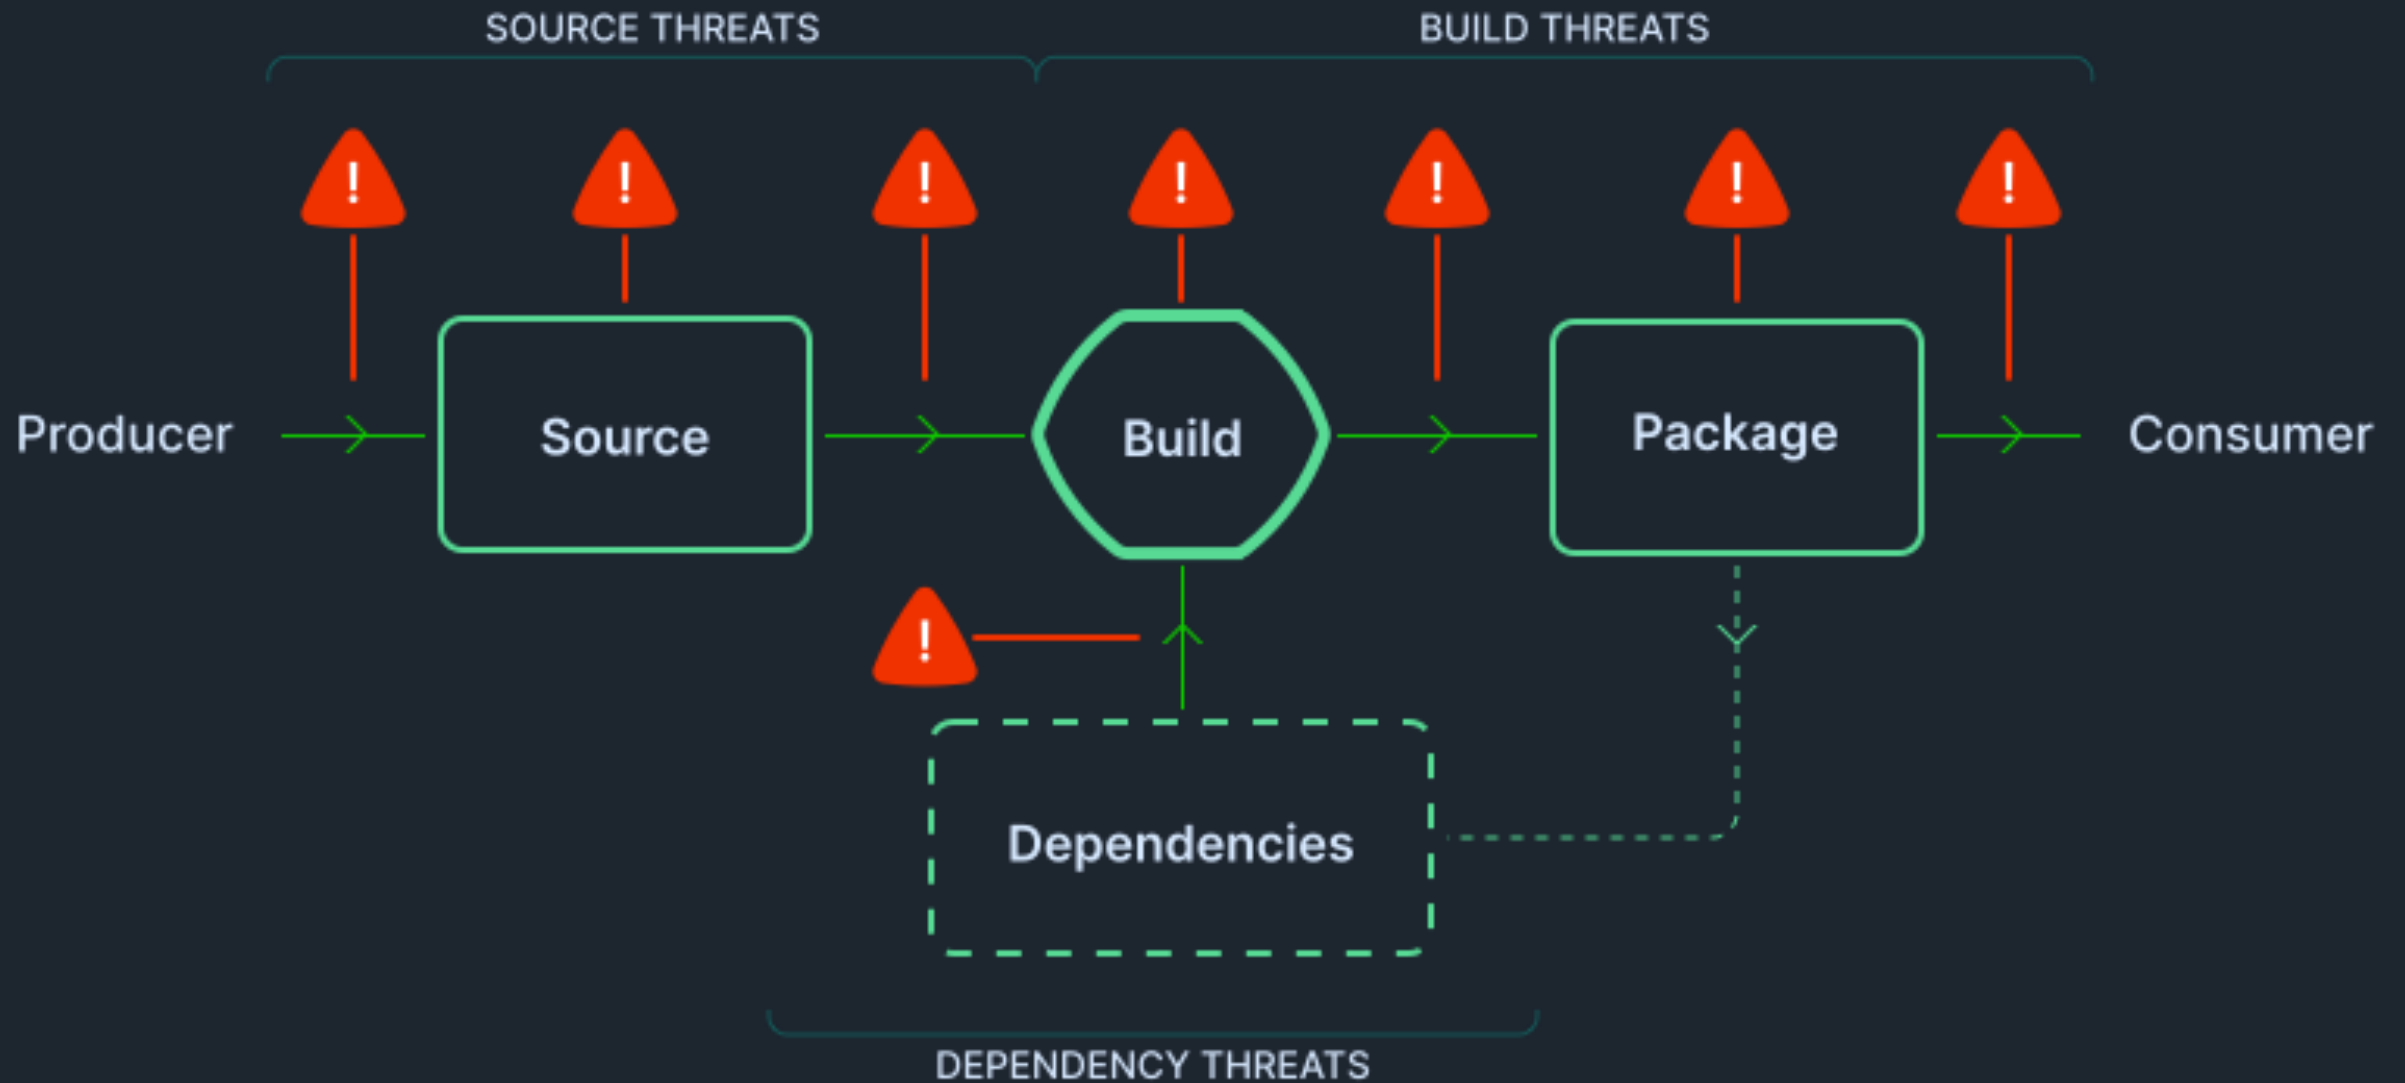 SOURCE THREATS
BUILD THREATS
!
!
!
!
!
!
!
Producer
Source
Build
Package
Consumer
!
Dependencies
DEPENDENCY THREATS